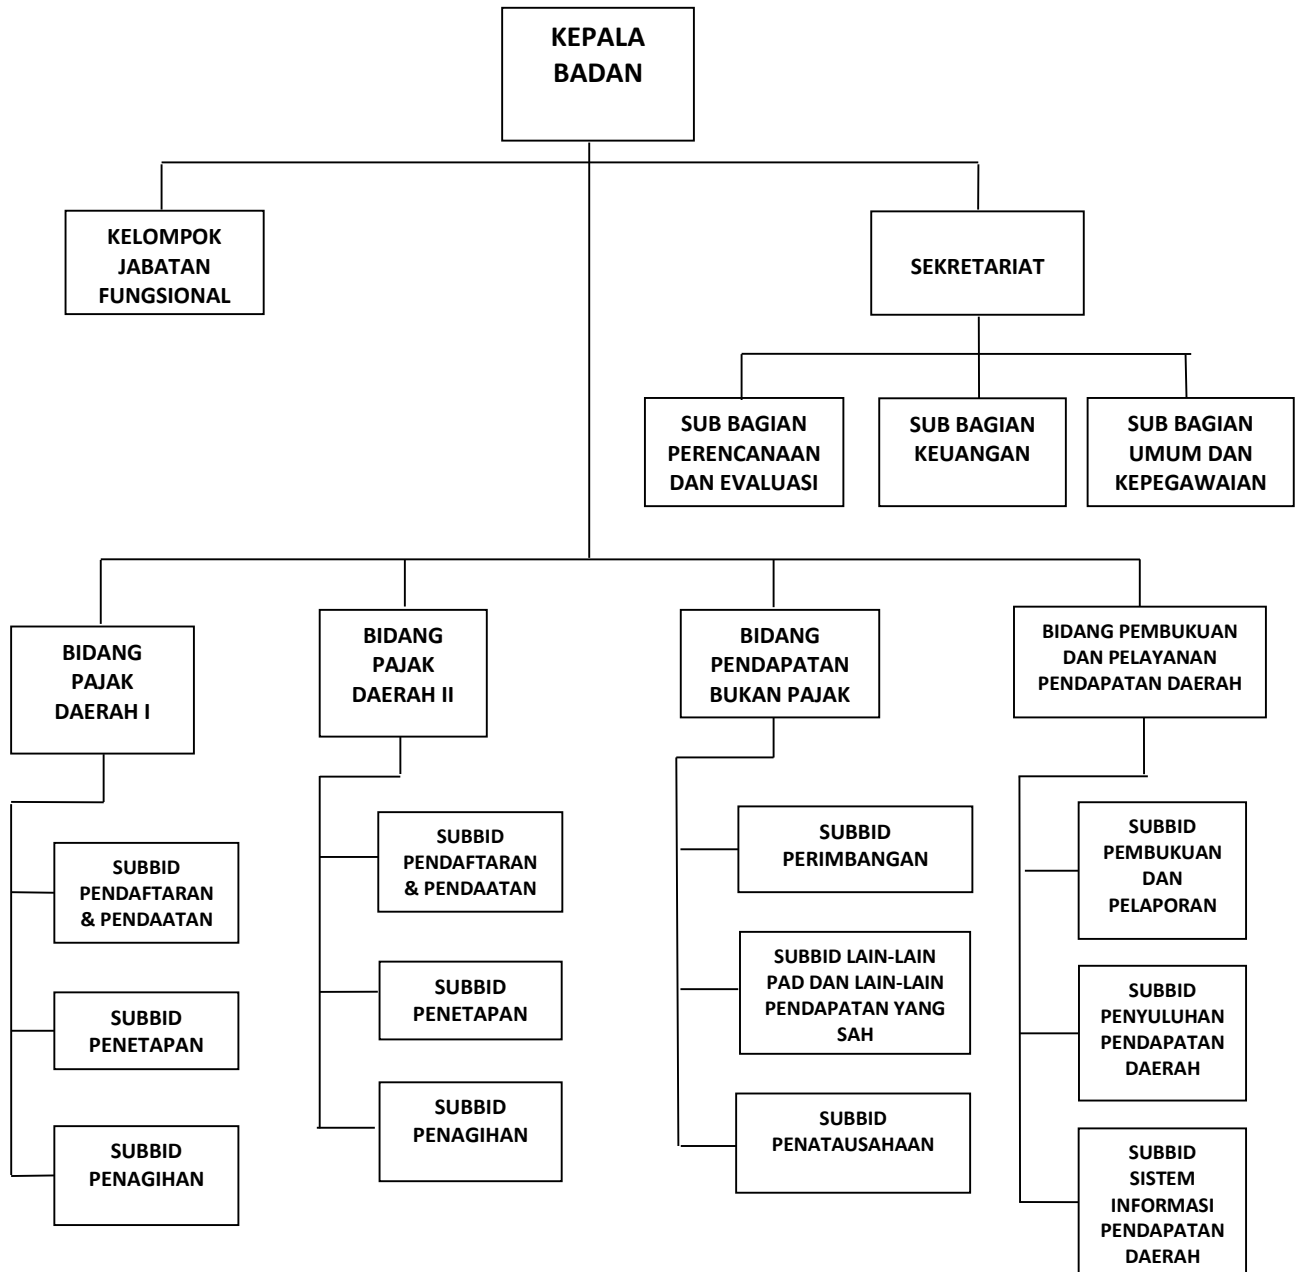 KEPALA
BADAN
KELOMPOK
JABATAN
FUNGSIONAL
SEKRETARIAT
SUB BAGIAN
PERENCANAAN
DAN EVALUASI
SUB BAGIAN
KEUANGAN
SUB BAGIAN
UMUM DAN
KEPEGAWAIAN
BIDANG
PAJAK
DAERAH I
BIDANG
PAJAK
DAERAH II
BIDANG
PENDAPATAN
BUKAN PAJAK
BIDANG PEMBUKUAN
DAN PELAYANAN
PENDAPATAN DAERAH
SUBBID
PENDAFTARAN
& PENDAATAN
SUBBID
PENETAPAN
SUBBID
PENAGIHAN
SUBBID
PENDAFTARAN
& PENDAATAN
SUBBID
PENETAPAN
SUBBID
PENAGIHAN
SUBBID
PERIMBANGAN
SUBBID LAIN-LAIN
PAD DAN LAIN-LAIN
PENDAPATAN YANG
SAH
SUBBID
PENATAUSAHAAN
SUBBID
PEMBUKUAN
DAN
PELAPORAN
SUBBID
PENYULUHAN
PENDAPATAN
DAERAH
SUBBID
SISTEM
INFORMASI
PENDAPATAN
DAERAH